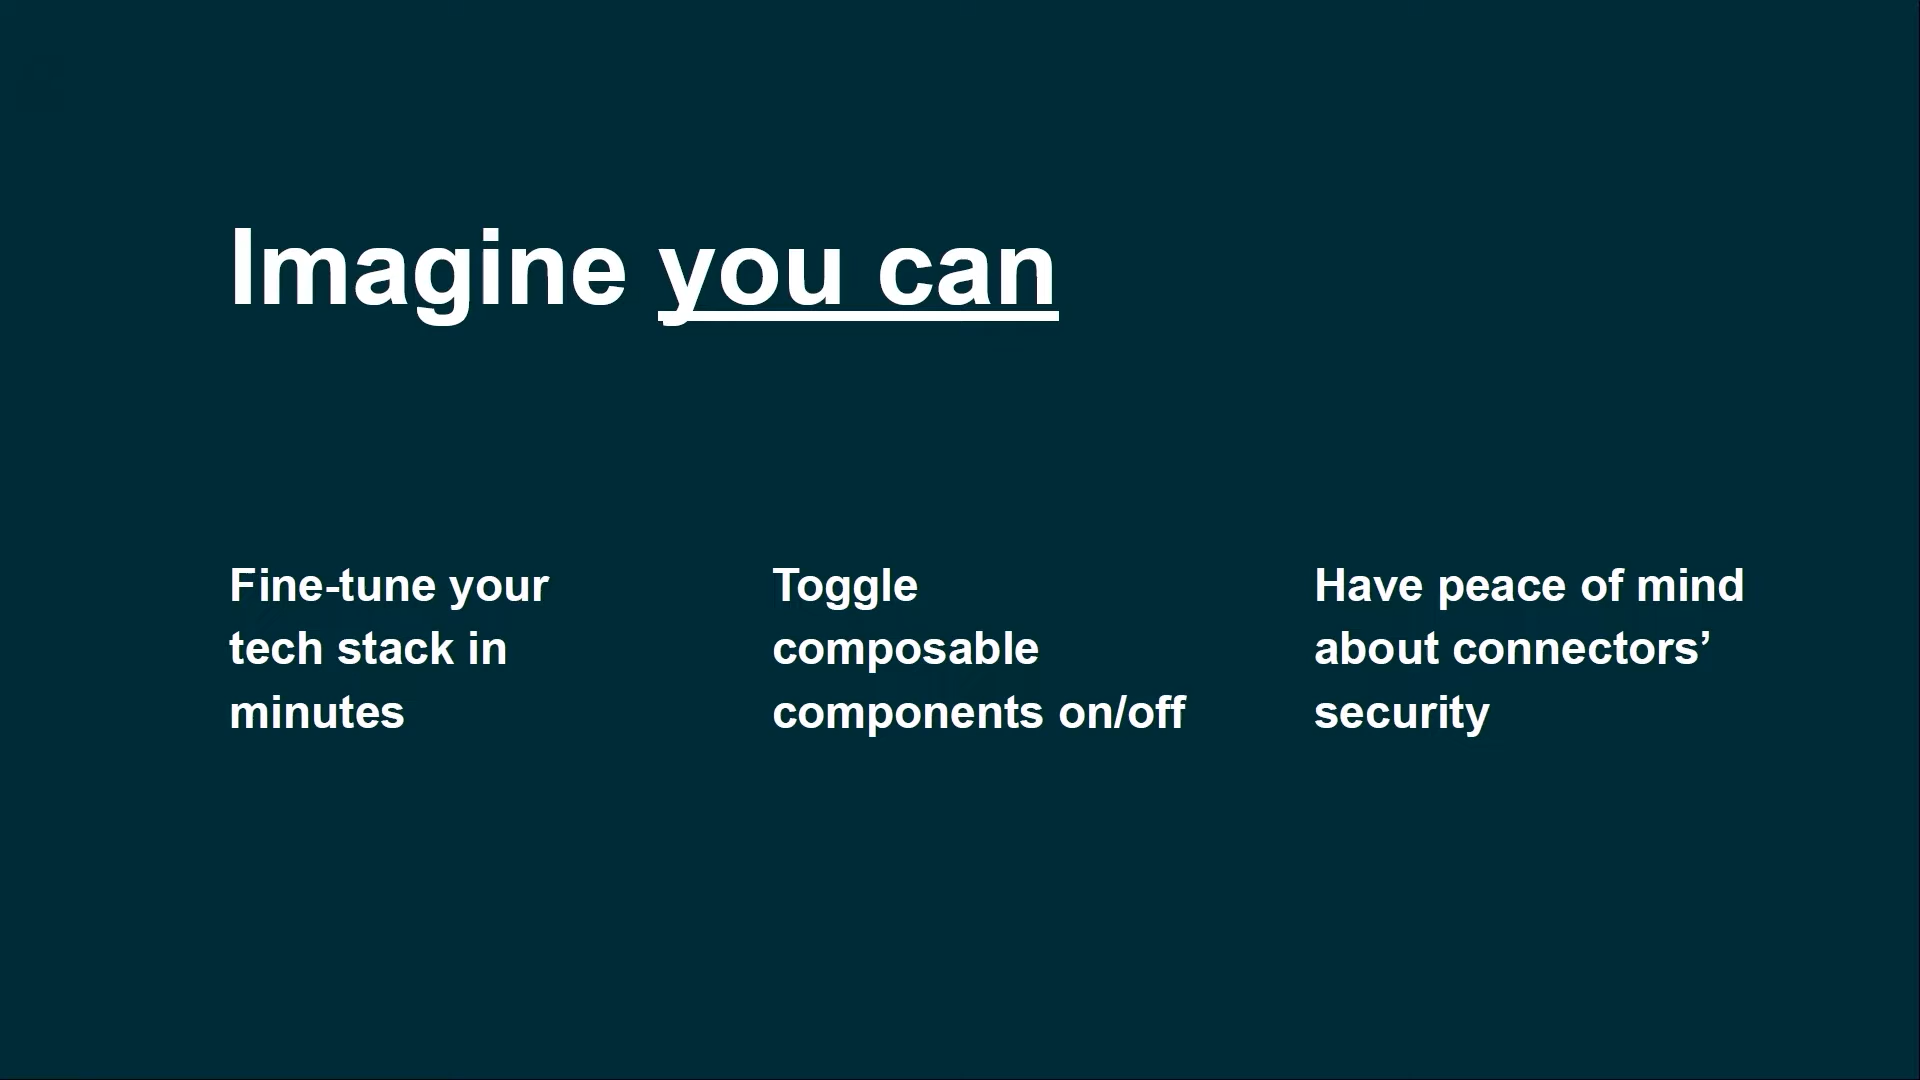 Imagine you can
Fine-tune your
tech stack in
minutes
Toggle
composable
components on/off
Have peace of mind
about connectors’
security